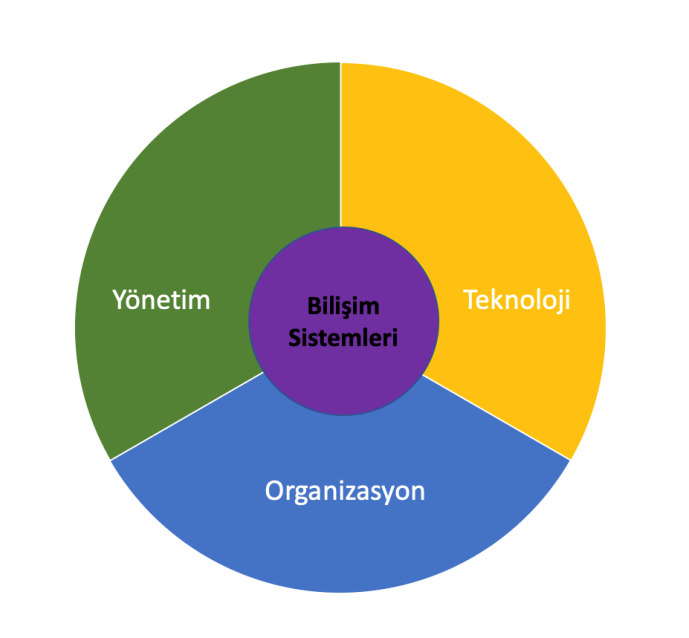 Yönetim
Bilişim
Sistemleri
Teknoloji
Organizasyon